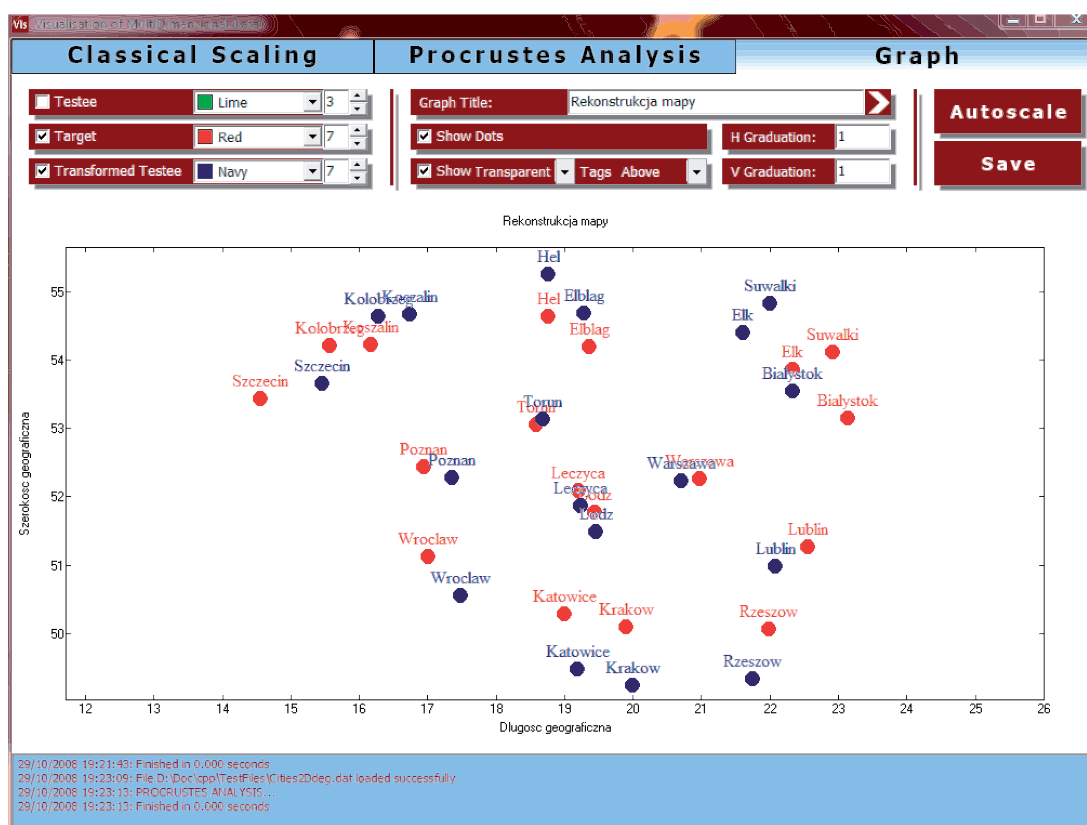 Vis Visualisation of MultiDimensional Data
Classical Scaling
Procrustes Analysis
Graph
Testee
Lime
3
Graph Title:
Rekonstrukcja mapy
Autoscale
Target
Red
7
Show Dots
H Graduation:
1
Transformed Testee
Navy
7
Show Transparent
Tags Above
V Graduation:
1
Save
Rekonstrukcja mapy
Hel
Suwalki
Kolobrzeg
Koszalin
Hel
Elblag
Elk
Kolobrzeg
Koszalin
Elblag
Suwalki
Szczecin
Elk
Szczecin
Bialystok
Bialystok
Torun
Torun
Poznan
Poznan
Warszawa
Warszawa
Leczyca
Leczyca
Lodz
Lodz
Lublin
Wroclaw
Lublin
Wroclaw
Katowice
Krakow
Rzeszow
Katowice
Krakow
Rzeszow
55
54
53
52
51
50
Szerokosc geograficzna
12 13 14 15 16 17 18 19 20 21 22 23 24 25 26
Dlugosc geograficzna
29/10/2008 19:21:43: Finished in 0.000 seconds
29/10/2008 19:23:09: File D:\Doc\cpp\TestFiles\Cities2Ddeg.dat loaded successfully
29/10/2008 19:23:13: PROCRUSTES ANALYSIS...
29/10/2008 19:23:13: Finished in 0.000 seconds